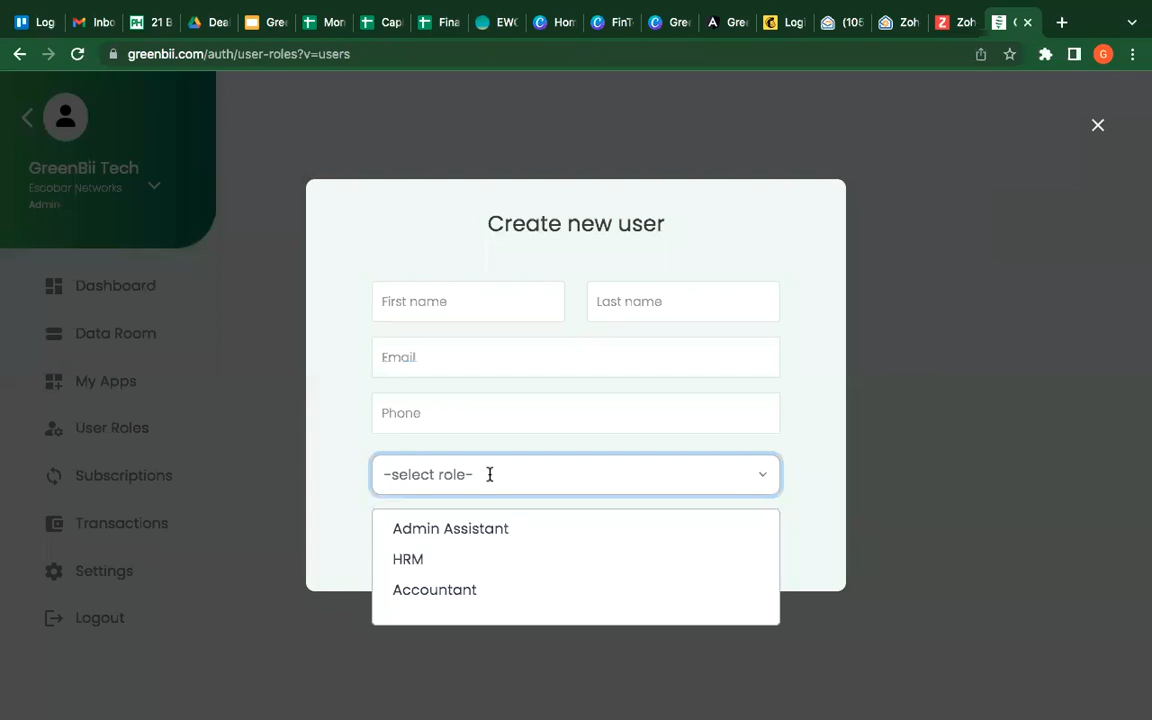 Log
Inbo
21 B
Dea
Gre
Mon
Cap
Fina
EWC
Hom
FinT
Gre
Gre
Logi
(105
Zoh
Zoh
greenbii.com/auth/user-roles?v=users
G
GreenBii Tech
Escobar Networks
Admin
Dashboard
Data Room
My Apps
User Roles
Subscriptions
Transactions
Settings
Logout
Create new user
First name
Last name
Email
Phone
-select role-
Admin Assistant
HRM
Accountant